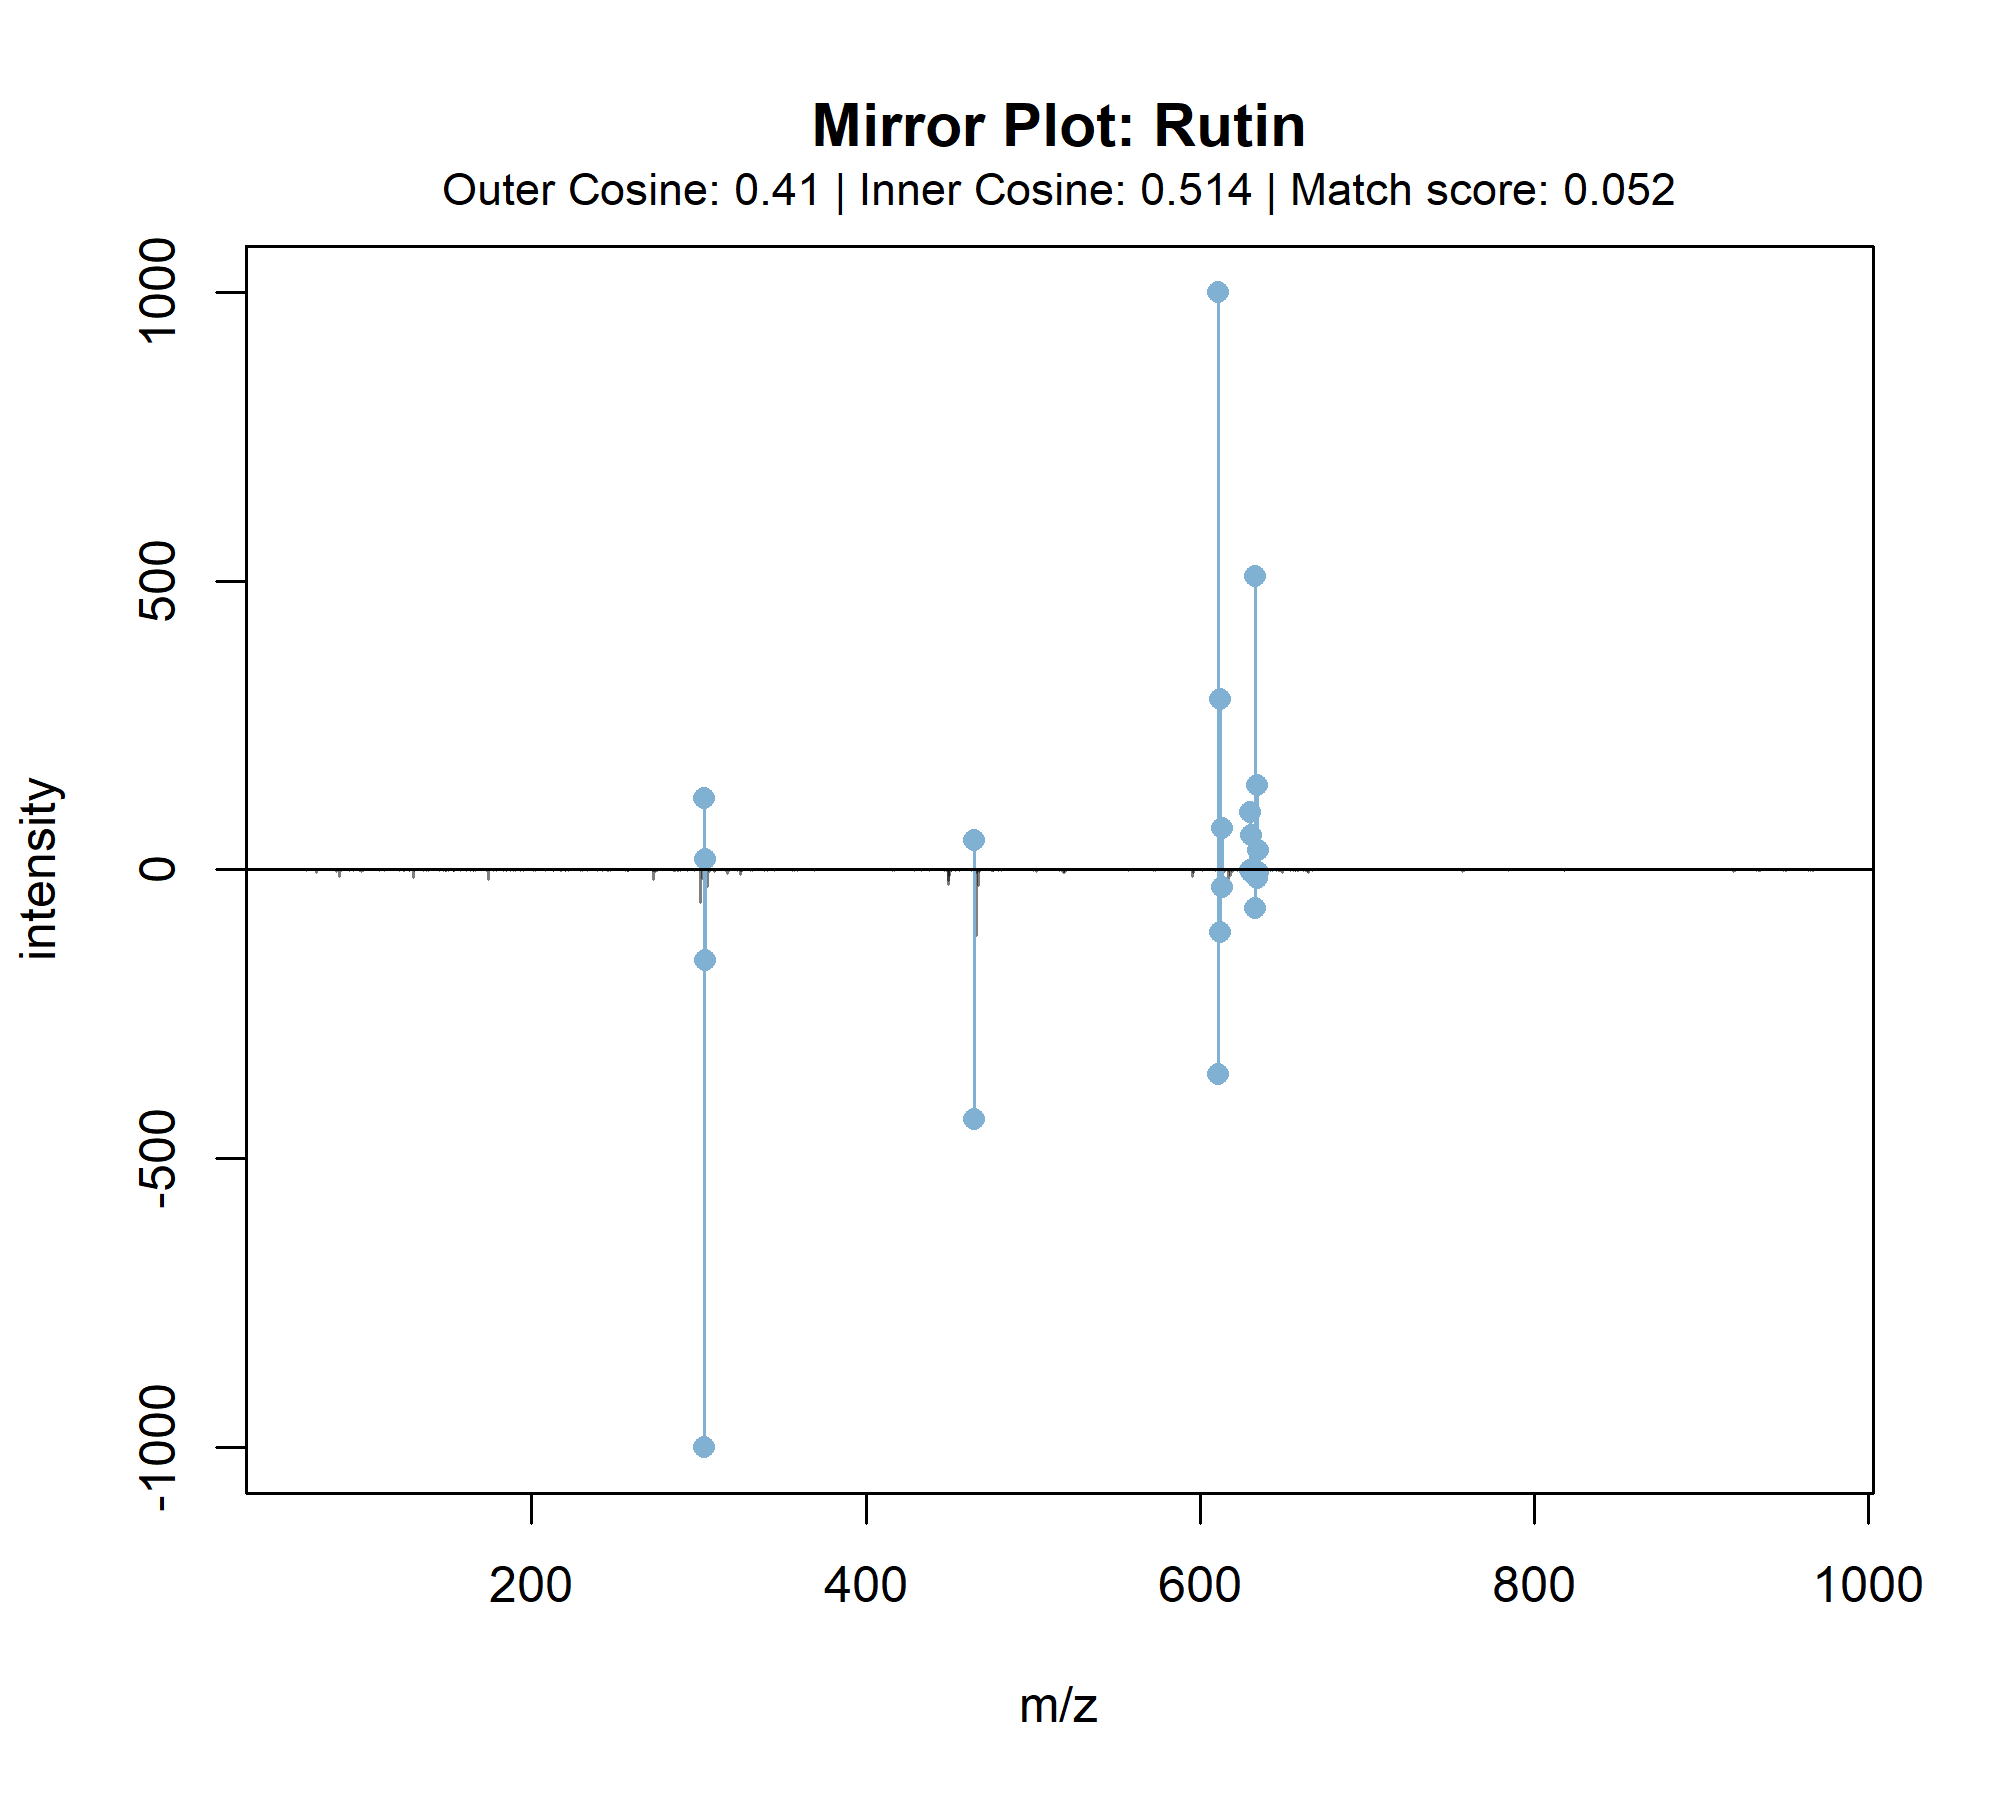 Mirror Plot: Rutin
Outer Cosine: 0.41 | Inner Cosine: 0.514 | Match score: 0.052
1000
500
0
-500
-1000
intensity
200 400 600 800 1000
m/z